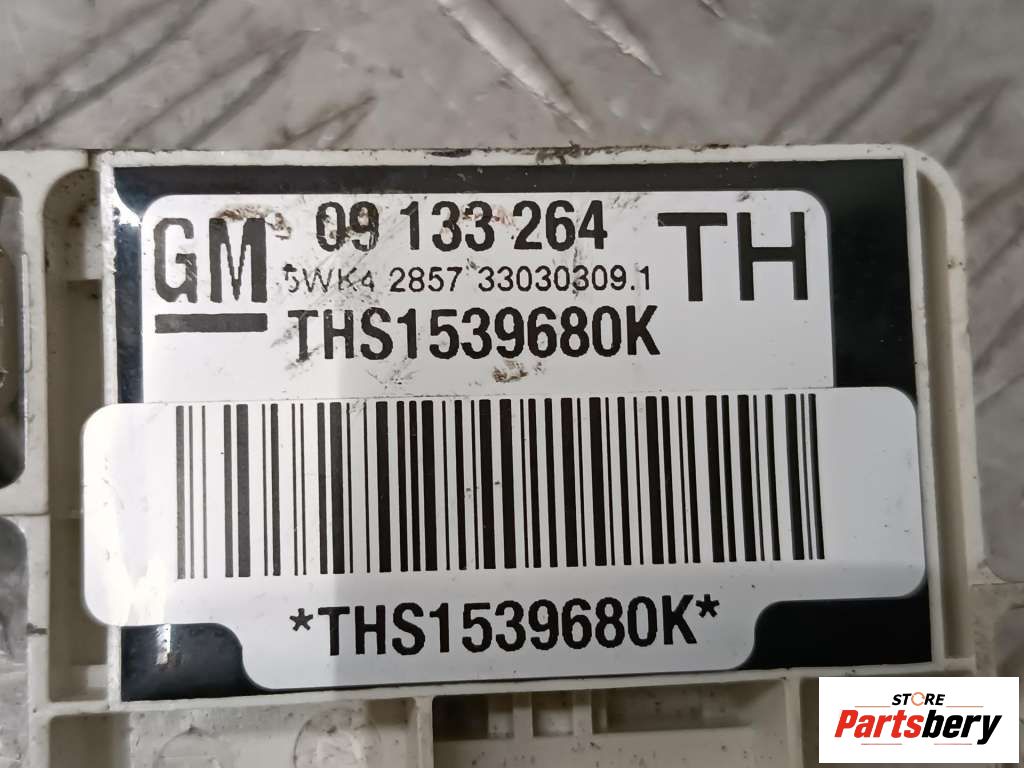 GM 09 133 264 TH
5WK4 2857 33030309.1
THS1539680K
*THS1539680K*
STORE
Partsbery